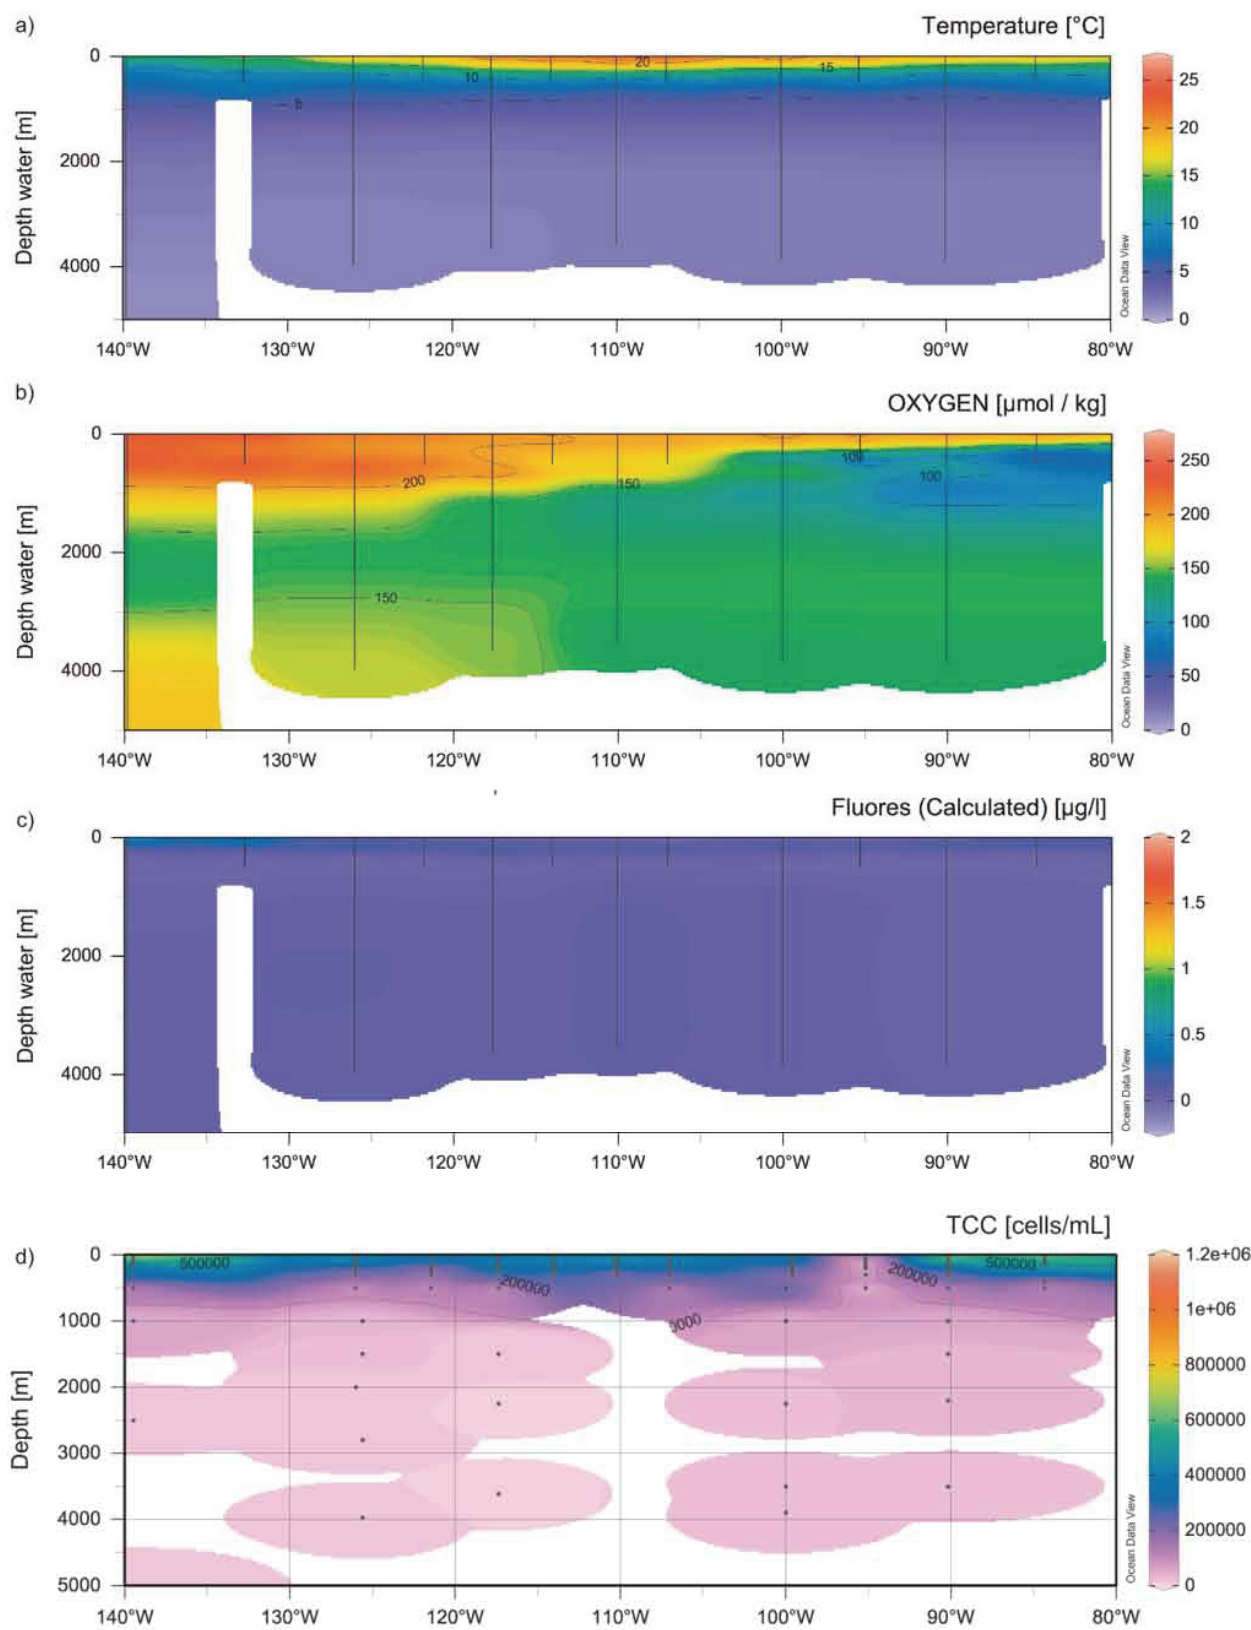 a)
Temperature [°C]
Depth water [m]
0
2000
4000
20
15
10
5
140°W 130°W 120°W 110°W 100°W 90°W 80°W
25
20
15
10
5
0
Ocean Data View
b)
OXYGEN [µmol / kg]
Depth water [m]
0
2000
4000
200
150
100
100
150
140°W 130°W 120°W 110°W 100°W 90°W 80°W
250
200
150
100
50
0
Ocean Data View
c)
Fluores (Calculated) [µg/l]
Depth water [m]
0
2000
4000
140°W 130°W 120°W 110°W 100°W 90°W 80°W
2
1.5
1
0.5
0
Ocean Data View
d)
TCC [cells/mL]
Depth [m]
0
1000
2000
3000
4000
5000
500000
200000
200000
500000
3000
140°W 130°W 120°W 110°W 100°W 90°W 80°W
1.2e+06
1e+06
800000
600000
400000
200000
0
Ocean Data View